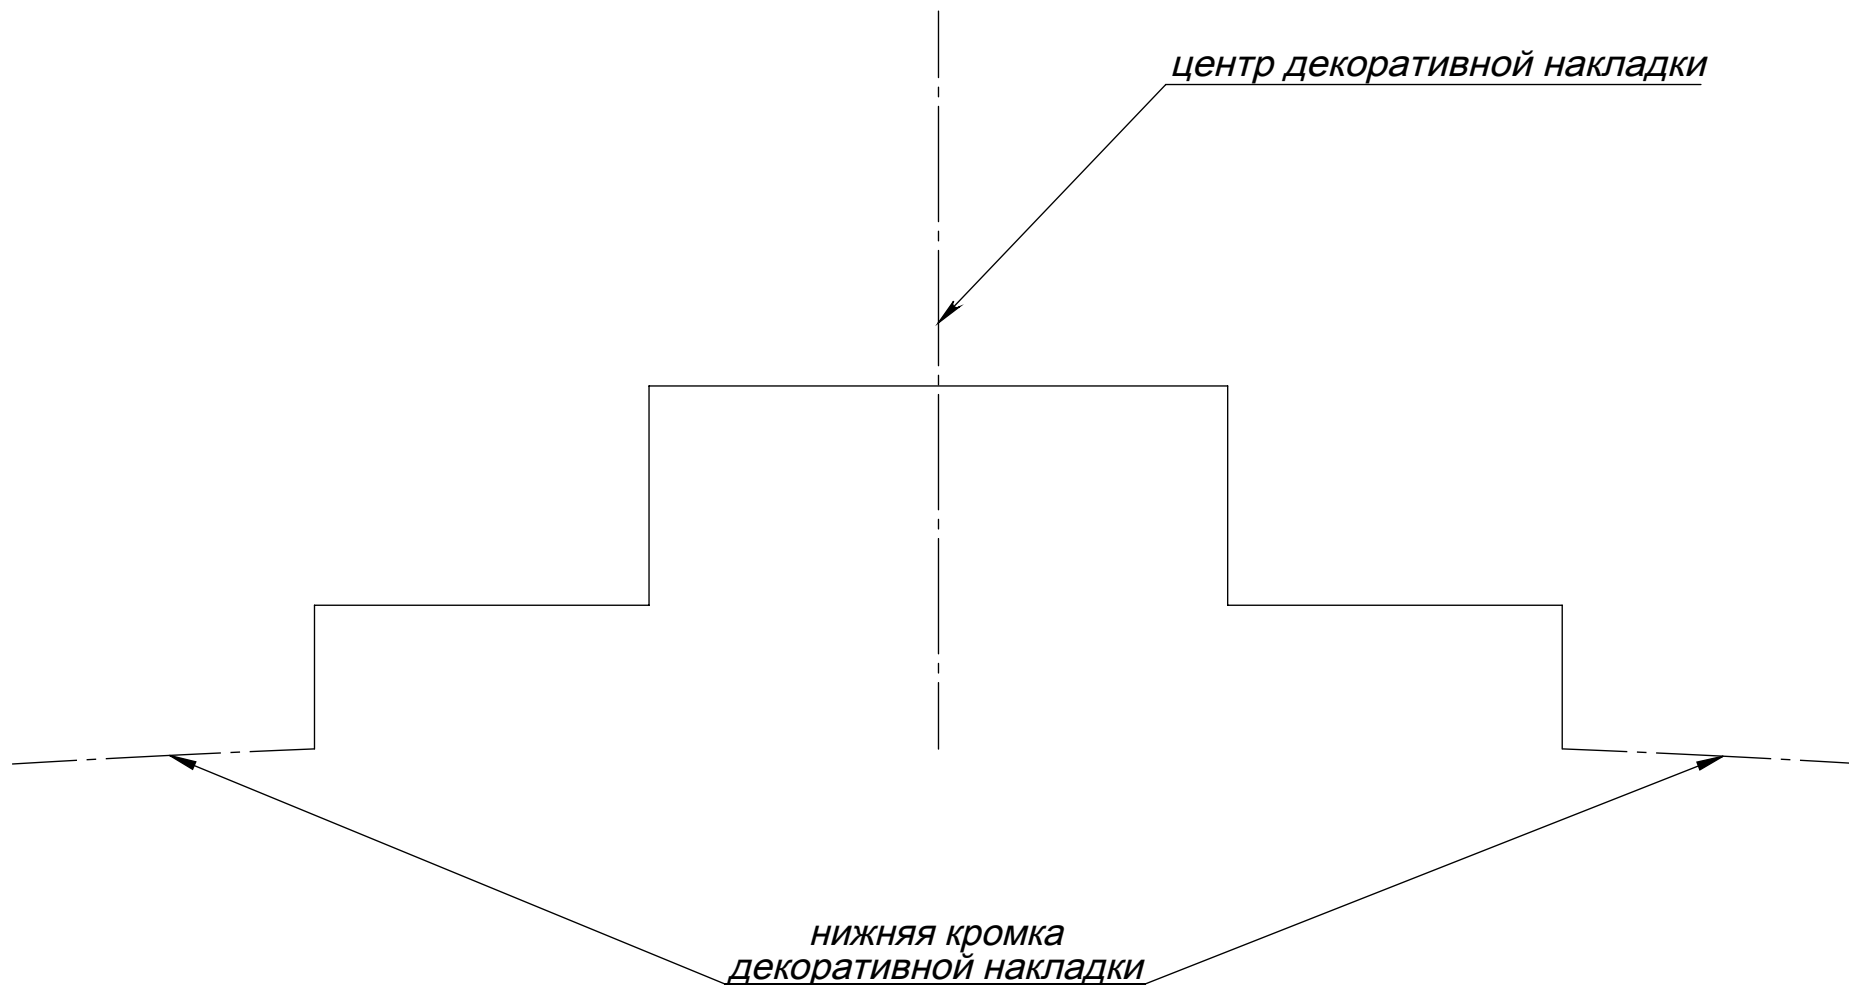 центр декоративной накладки
нижняя кромка
декоративной накладки